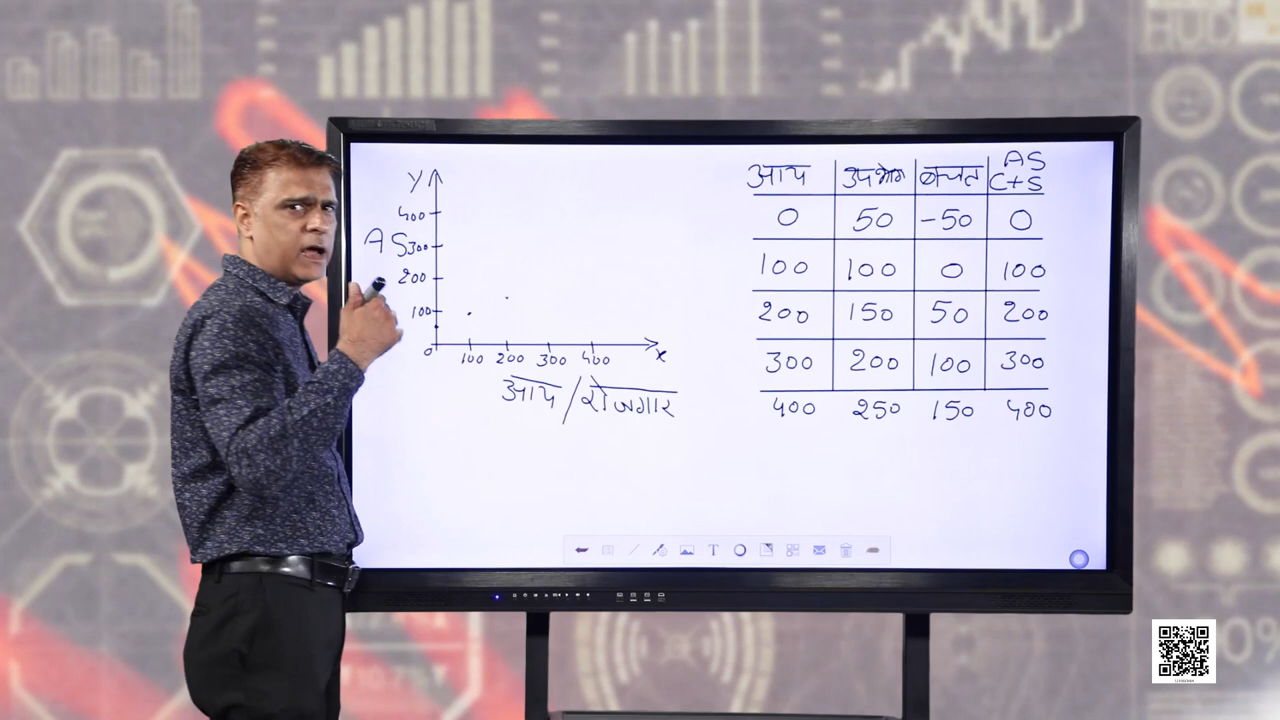 Y
400
AS 300
200
100
0
100 200 300 400 X
आय / रोजगार
आय उपभोग बचत AS C+S
0 50 -50 0
100 100 0 100
200 150 50 200
300 200 100 300
400 250 150 400
HUD